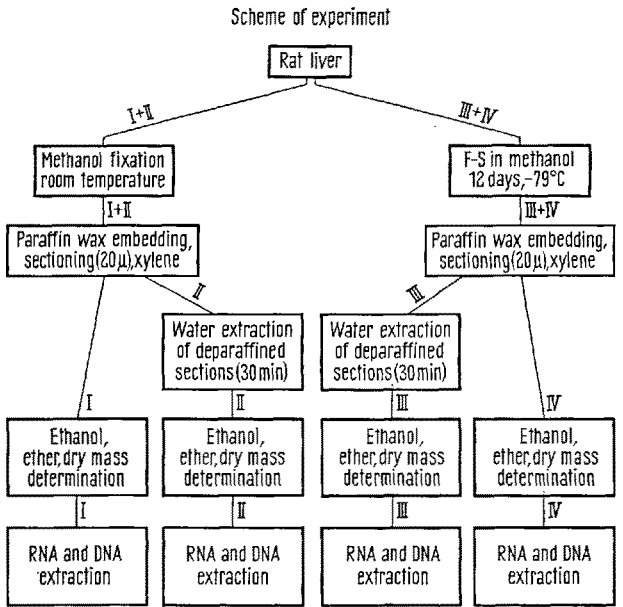 Scheme of experiment
Rat liver
I+II
III+IV
Methanol fixation
room temperature
F-S in methanol
12 days,-79°C
I+II
III+IV
Paraffin wax embedding,
sectioning(20μ),xylene
Paraffin wax embedding,
sectioning(20μ),xylene
II
III
Water extraction
of deparaffined
sections(30min)
Water extraction
of deparaffined
sections(30min)
I
II
III
IV
Ethanol,
ether,dry mass
determination
Ethanol,
ether,dry mass
determination
Ethanol,
ether,dry mass
determination
Ethanol,
ether,dry mass
determination
I
II
III
IV
RNA and DNA
extraction
RNA and DNA
extraction
RNA and DNA
extraction
RNA and DNA
extraction